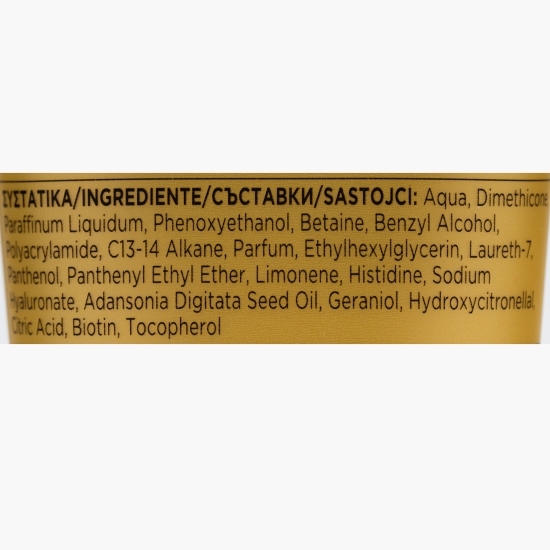 ΣΥΣΤΑΤΙΚΑ/INGREDIENTE/СЪСТАВКИ/SASTOJCI: Aqua, Dimethicone
Paraffinum Liquidum, Phenoxyethanol, Betaine, Benzyl Alcohol,
Polyacrylamide, C13-14 Alkane, Parfum, Ethylhexylglycerin, Laureth-7,
Panthenol, Panthenyl Ethyl Ether, Limonene, Histidine, Sodium
Hyaluronate, Adansonia Digitata Seed Oil, Geraniol, Hydroxycitronellal,
Citric Acid, Biotin, Tocopherol